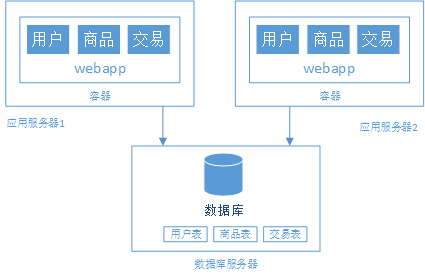 用户 商品 交易
webapp
容器
应用服务器1
用户 商品 交易
webapp
容器
应用服务器2
数据库
用户表 商品表 交易表
数据库服务器